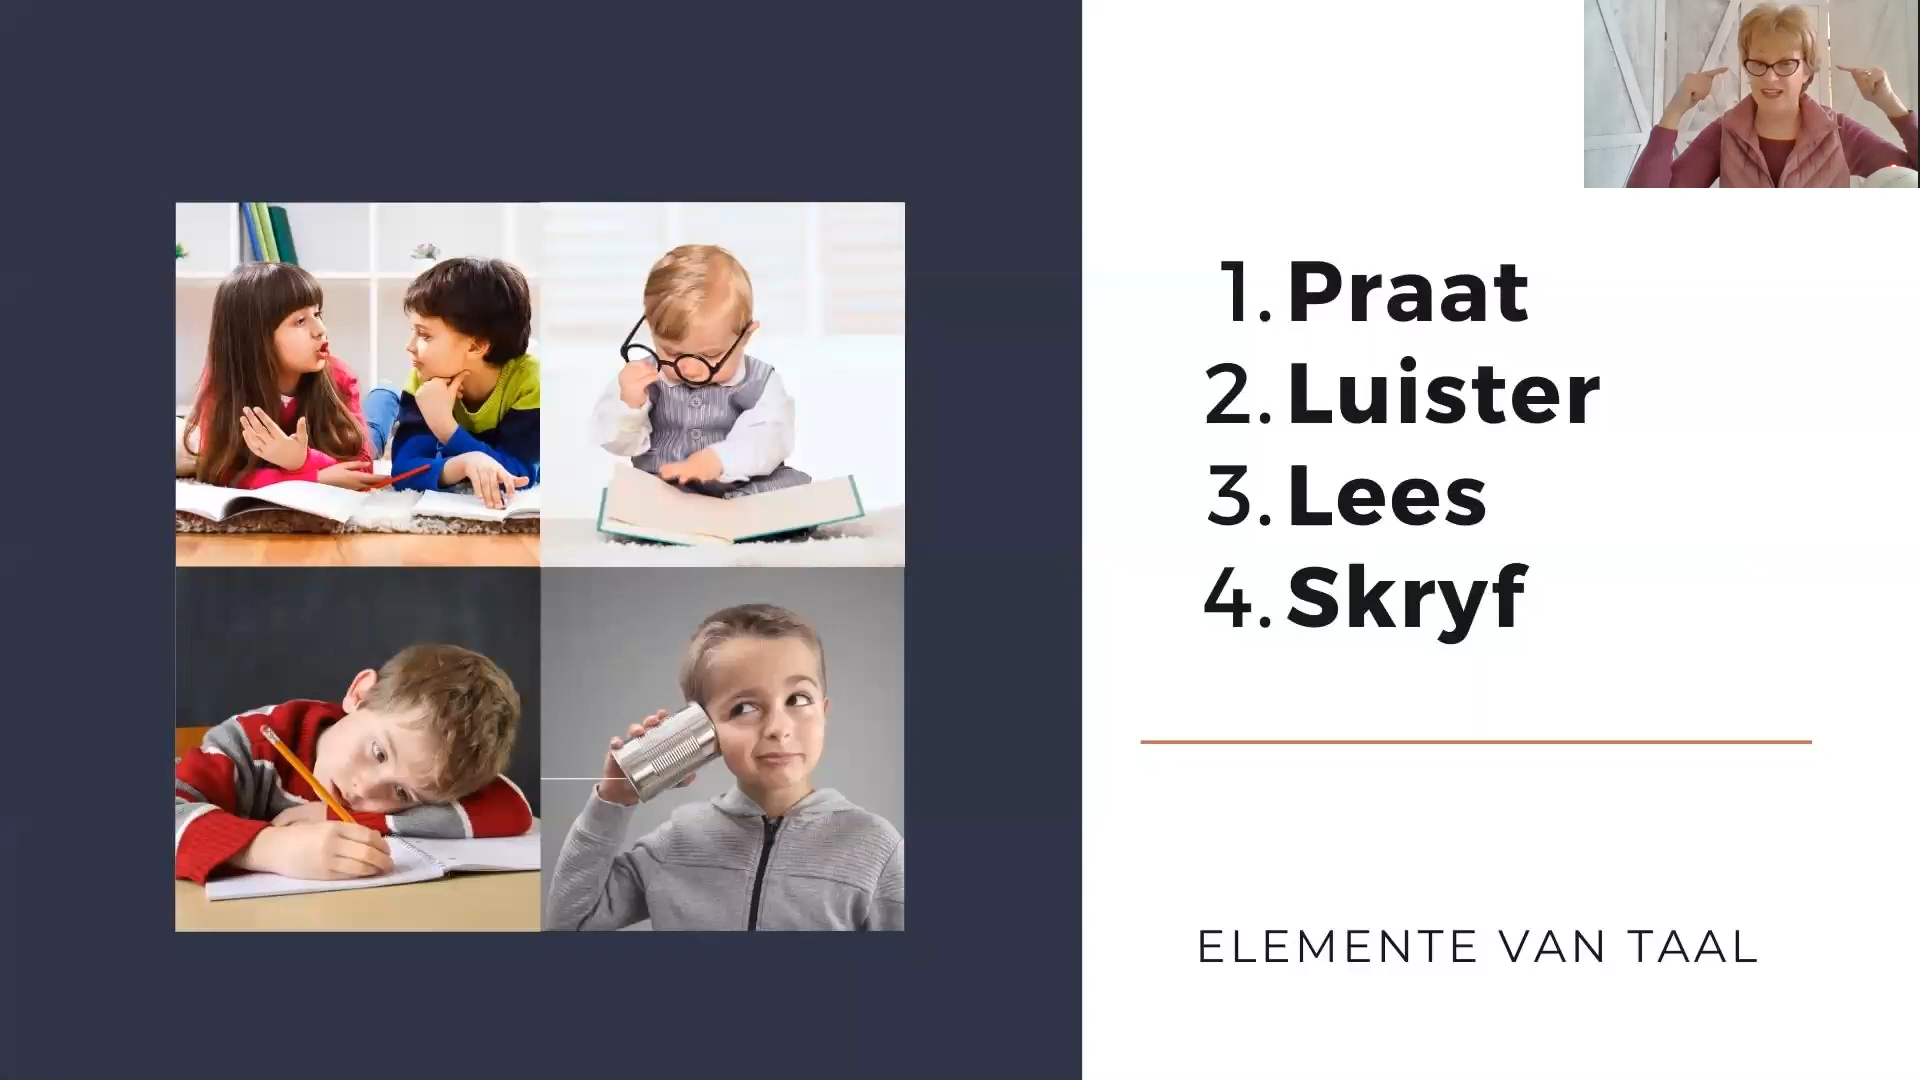 1. Praat
2. Luister
3. Lees
4. Skryf
ELEMENTE VAN TAAL